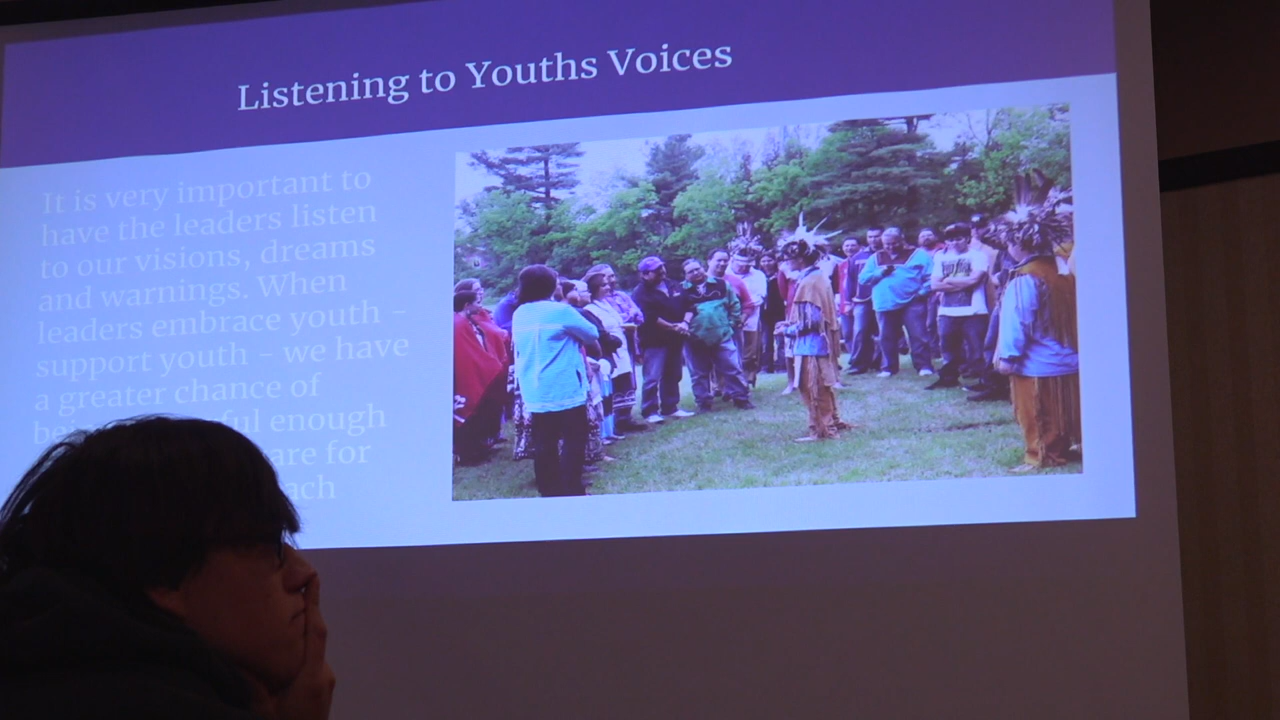 Listening to Youths Voices
It is very important to
have the leaders listen
to our visions, dreams
and warnings. When
leaders embrace youth –
support youth – we have
a greater chance of
enough
for